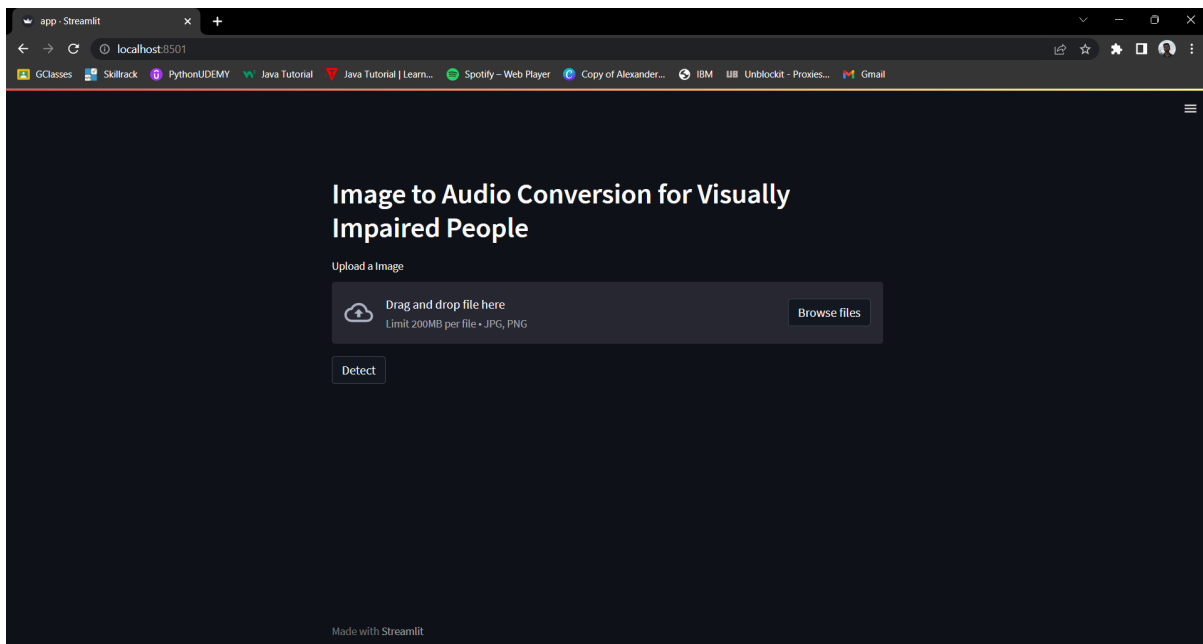 app · Streamlit
localhost:8501
GClasses Skillrack PythonUDEMY Java Tutorial Java Tutorial | Learn... Spotify – Web Player Copy of Alexander... IBM Unblockit - Proxies... Gmail
Image to Audio Conversion for Visually
Impaired People
Upload a Image
Drag and drop file here
Limit 200MB per file • JPG, PNG
Browse files
Detect
Made with Streamlit